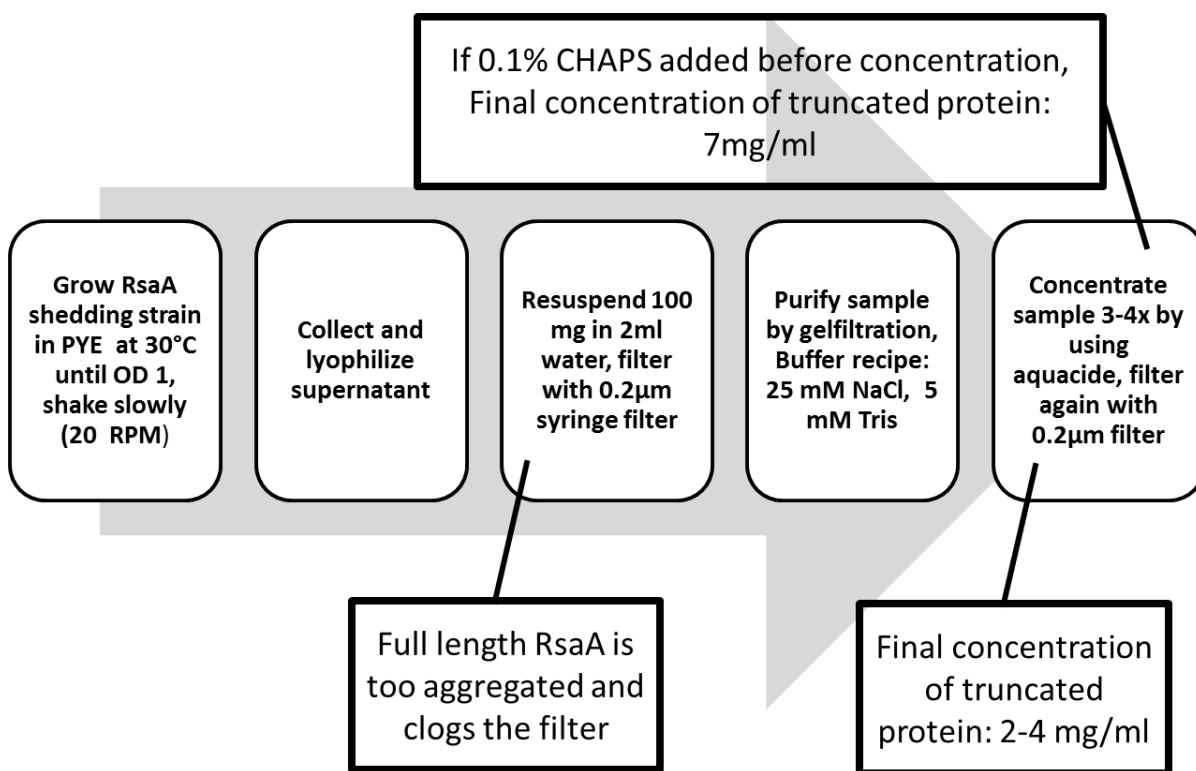 If 0.1% CHAPS added before concentration,
Final concentration of truncated protein:
7mg/ml
Grow RsaA
shedding strain
in PYE at 30°C
until OD 1,
shake slowly
(20 RPM)
Collect and
lyophilize
supernatant
Resuspend 100
mg in 2ml
water, filter
with 0.2µm
syringe filter
Purify sample
by gelfiltration,
Buffer recipe:
25 mM NaCl, 5
mM Tris
Concentrate
sample 3-4x by
using
aquacide, filter
again with
0.2µm filter
Full length RsaA is
too aggregated and
clogs the filter
Final concentration
of truncated
protein: 2-4 mg/ml